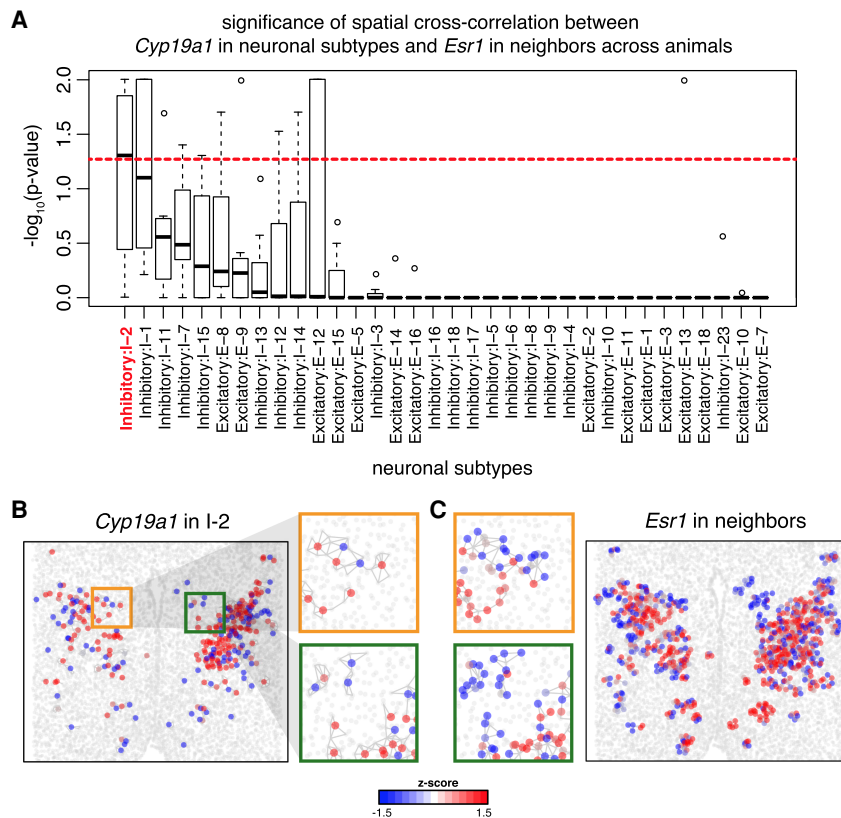 A
significance of spatial cross-correlation between
Cyp19a1 in neuronal subtypes and Esr1 in neighbors across animals
-log10(p-value)
2.0
1.5
1.0
0.5
0.0
Inhibitory:I−2
Inhibitory:I−1
Inhibitory:I−11
Inhibitory:I−7
Inhibitory:I−15
Excitatory:E−8
Excitatory:E−9
Inhibitory:I−13
Inhibitory:I−12
Inhibitory:I−14
Excitatory:E−12
Excitatory:E−15
Excitatory:E−5
Inhibitory:I−3
Excitatory:E−14
Excitatory:E−16
Inhibitory:I−16
Inhibitory:I−18
Inhibitory:I−17
Inhibitory:I−5
Inhibitory:I−6
Inhibitory:I−8
Inhibitory:I−9
Inhibitory:I−4
Excitatory:E−2
Inhibitory:I−10
Excitatory:E−11
Excitatory:E−1
Excitatory:E−3
Excitatory:E−13
Excitatory:E−18
Inhibitory:I−23
Excitatory:E−10
Excitatory:E−7
neuronal subtypes
B
Cyp19a1 in I-2
C
Esr1 in neighbors
z-score
-1.5 1.5